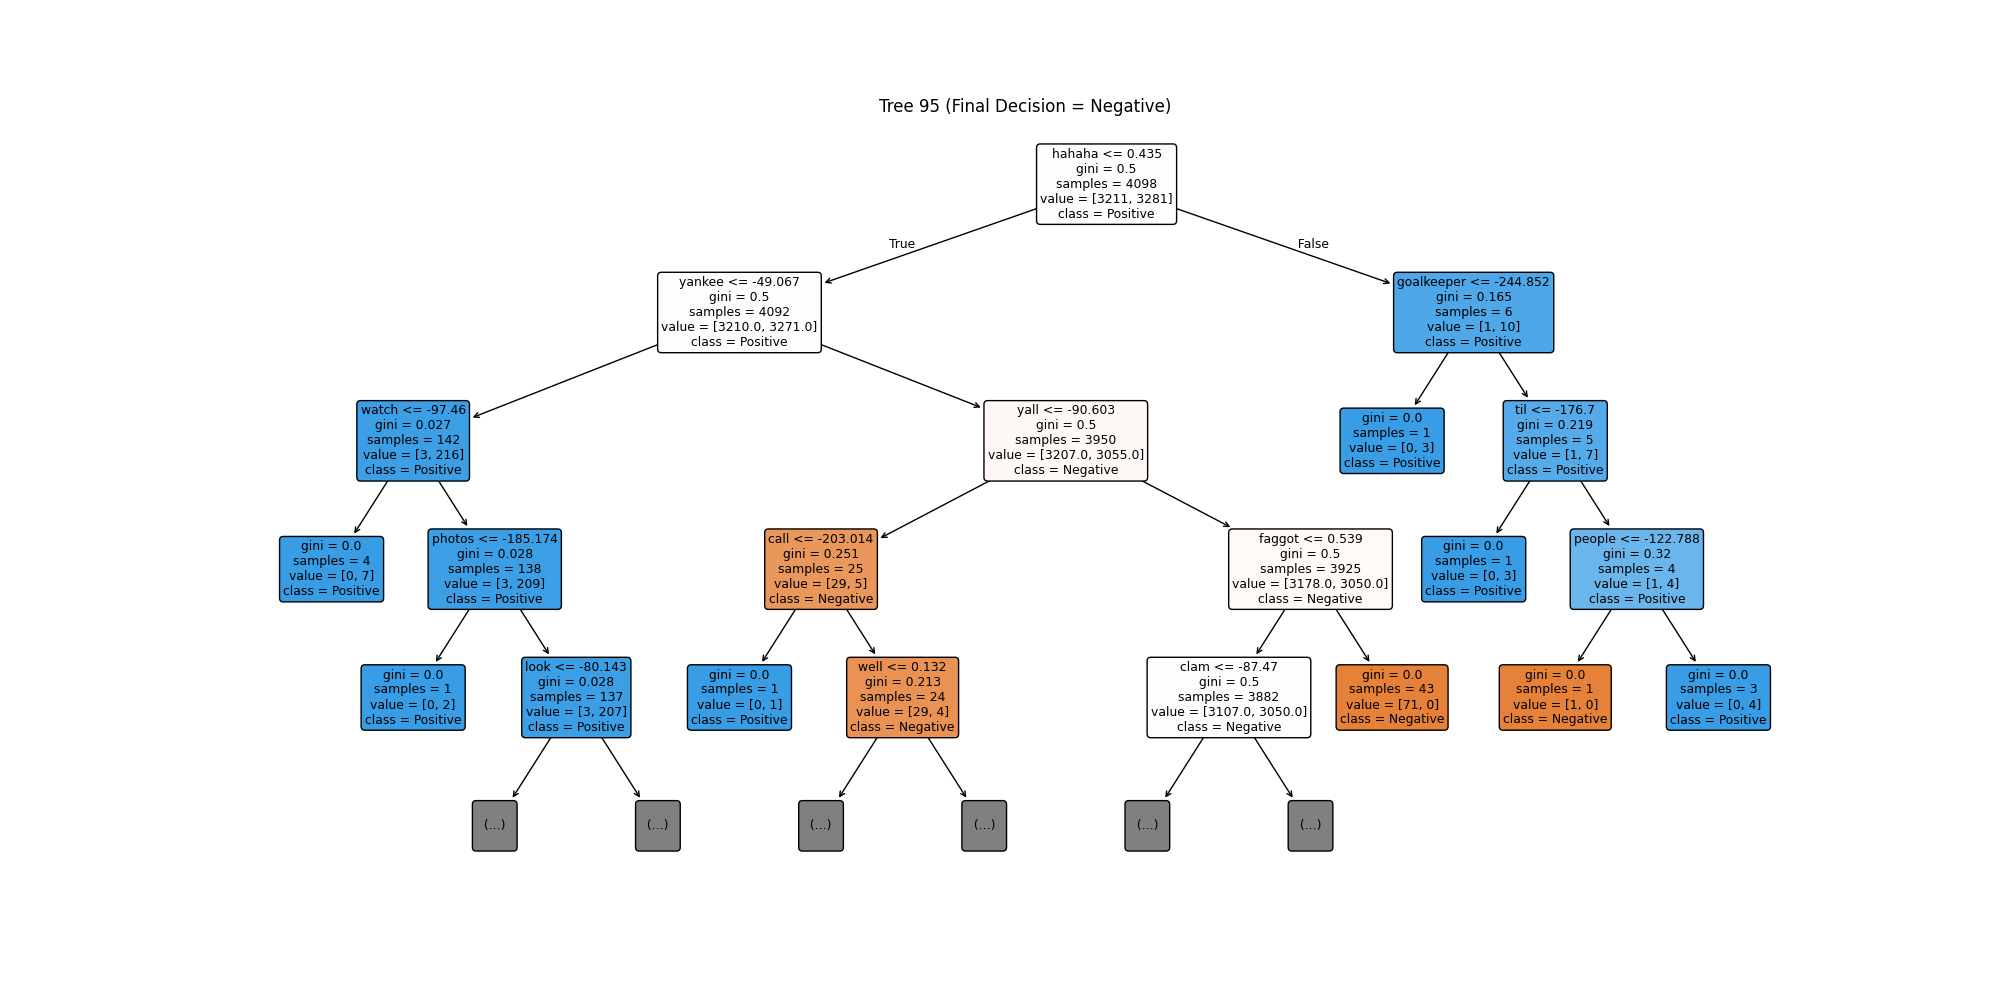 Tree 95 (Final Decision = Negative)
hahaha <= 0.435
gini = 0.5
samples = 4098
value = [3211, 3281]
class = Positive
True
False
yankee <= -49.067
gini = 0.5
samples = 4092
value = [3210.0, 3271.0]
class = Positive
goalkeeper <= -244.852
gini = 0.165
samples = 6
value = [1, 10]
class = Positive
watch <= -97.46
gini = 0.027
samples = 142
value = [3, 216]
class = Positive
yall <= -90.603
gini = 0.5
samples = 3950
value = [3207.0, 3055.0]
class = Negative
gini = 0.0
samples = 1
value = [0, 3]
class = Positive
til <= -176.7
gini = 0.219
samples = 5
value = [1, 7]
class = Positive
gini = 0.0
samples = 4
value = [0, 7]
class = Positive
photos <= -185.174
gini = 0.028
samples = 138
value = [3, 209]
class = Positive
call <= -203.014
gini = 0.251
samples = 25
value = [29, 5]
class = Negative
faggot <= 0.539
gini = 0.5
samples = 3925
value = [3178.0, 3050.0]
class = Negative
gini = 0.0
samples = 1
value = [0, 3]
class = Positive
people <= -122.788
gini = 0.32
samples = 4
value = [1, 4]
class = Positive
gini = 0.0
samples = 1
value = [0, 2]
class = Positive
look <= -80.143
gini = 0.028
samples = 137
value = [3, 207]
class = Positive
gini = 0.0
samples = 1
value = [0, 1]
class = Positive
well <= 0.132
gini = 0.213
samples = 24
value = [29, 4]
class = Negative
clam <= -87.47
gini = 0.5
samples = 3882
value = [3107.0, 3050.0]
class = Negative
gini = 0.0
samples = 43
value = [71, 0]
class = Negative
gini = 0.0
samples = 1
value = [1, 0]
class = Negative
gini = 0.0
samples = 3
value = [0, 4]
class = Positive
(...)
(...)
(...)
(...)
(...)
(...)